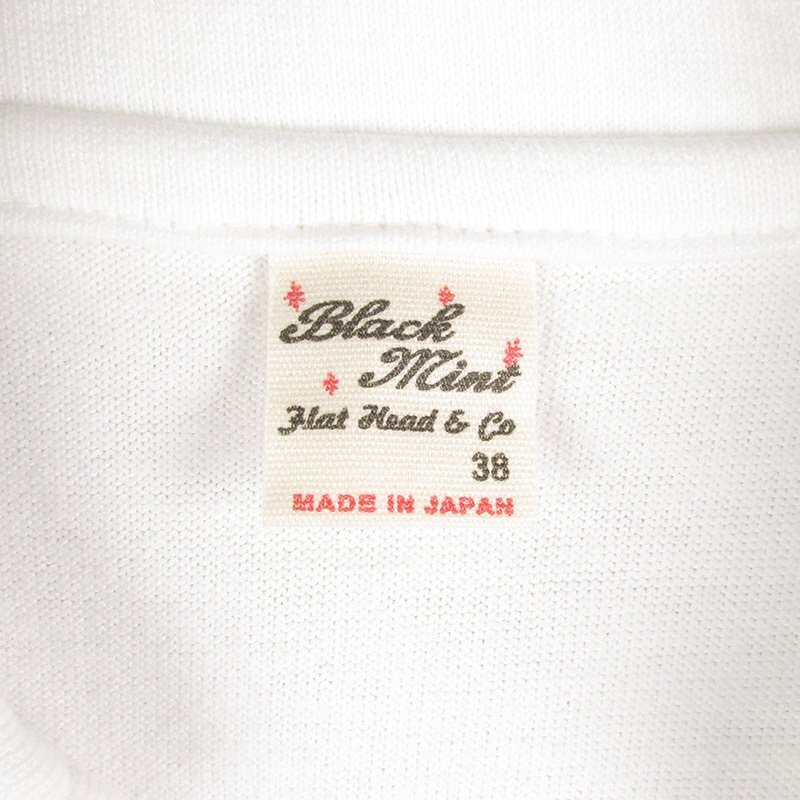 Black
Mint
Flat Head & Co
38
MADE IN JAPAN